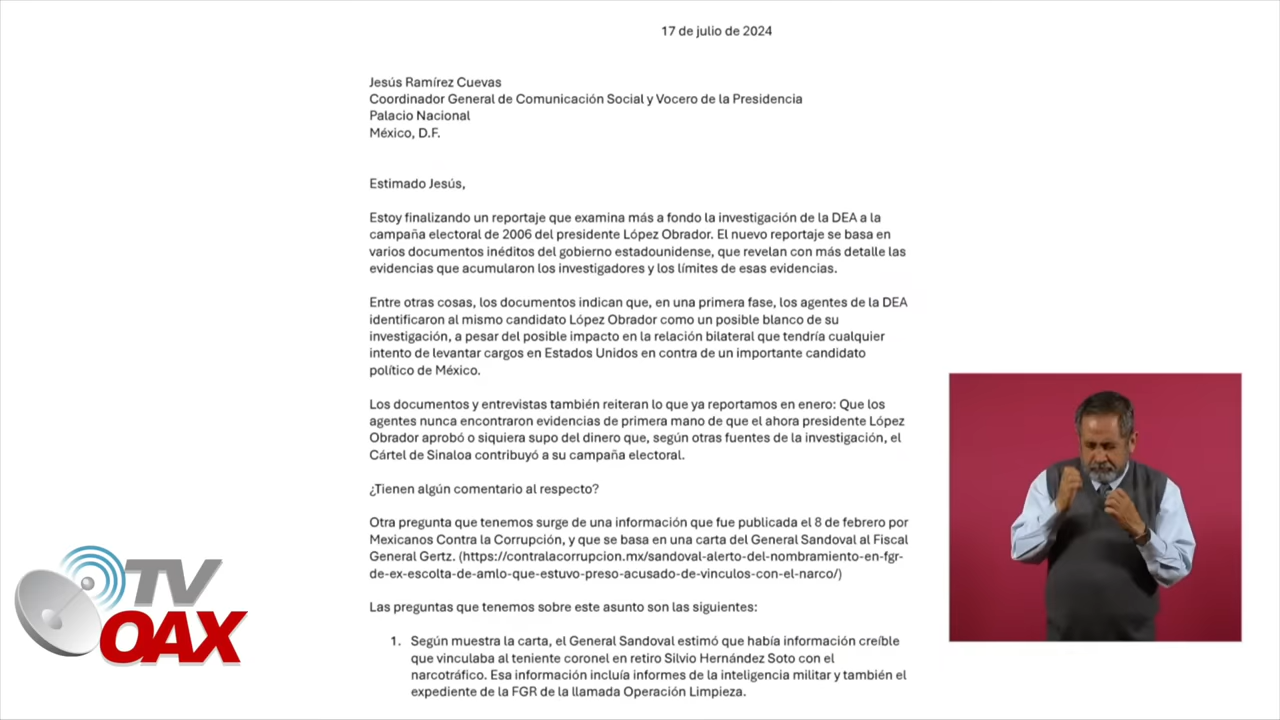 17 de julio de 2024
Jesús Ramírez Cuevas
Coordinador General de Comunicación Social y Vocero de la Presidencia
Palacio Nacional
México, D.F.
Estimado Jesús,
Estoy finalizando un reportaje que examina más a fondo la investigación de la DEA a la
campaña electoral de 2006 del presidente López Obrador. El nuevo reportaje se basa en
varios documentos inéditos del gobierno estadounidense, que revelan con más detalle las
evidencias que acumularon los investigadores y los límites de esas evidencias.
Entre otras cosas, los documentos indican que, en una primera fase, los agentes de la DEA
identificaron al mismo candidato López Obrador como un posible blanco de su
investigación, a pesar del posible impacto en la relación bilateral que tendría cualquier
intento de levantar cargos en Estados Unidos en contra de un importante candidato
político de México.
Los documentos y entrevistas también reiteran lo que ya reportamos en enero: Que los
agentes nunca encontraron evidencias de primera mano de que el ahora presidente López
Obrador aprobó o siquiera supo del dinero que, según otras fuentes de la investigación, el
Cártel de Sinaloa contribuyó a su campaña electoral.
¿Tienen algún comentario al respecto?
Otra pregunta que tenemos surge de una información que fue publicada el 8 de febrero por
Mexicanos Contra la Corrupción, y que se basa en una carta del General Sandoval al Fiscal
General Gertz. (https://contralacorrupcion.mx/sandoval-alerto-del-nombramiento-en-fgr-
de-ex-escolta-de-amlo-que-estuvo-preso-acusado-de-vinculos-con-el-narco/)
Las preguntas que tenemos sobre este asunto son las siguientes:
1. Según muestra la carta, el General Sandoval estimó que había información creíble
que vinculaba al teniente coronel en retiro Silvio Hernández Soto con el
narcotráfico. Esa información incluía informes de la inteligencia militar y también el
expediente de la FGR de la llamada Operación Limpieza.
TV
OAX